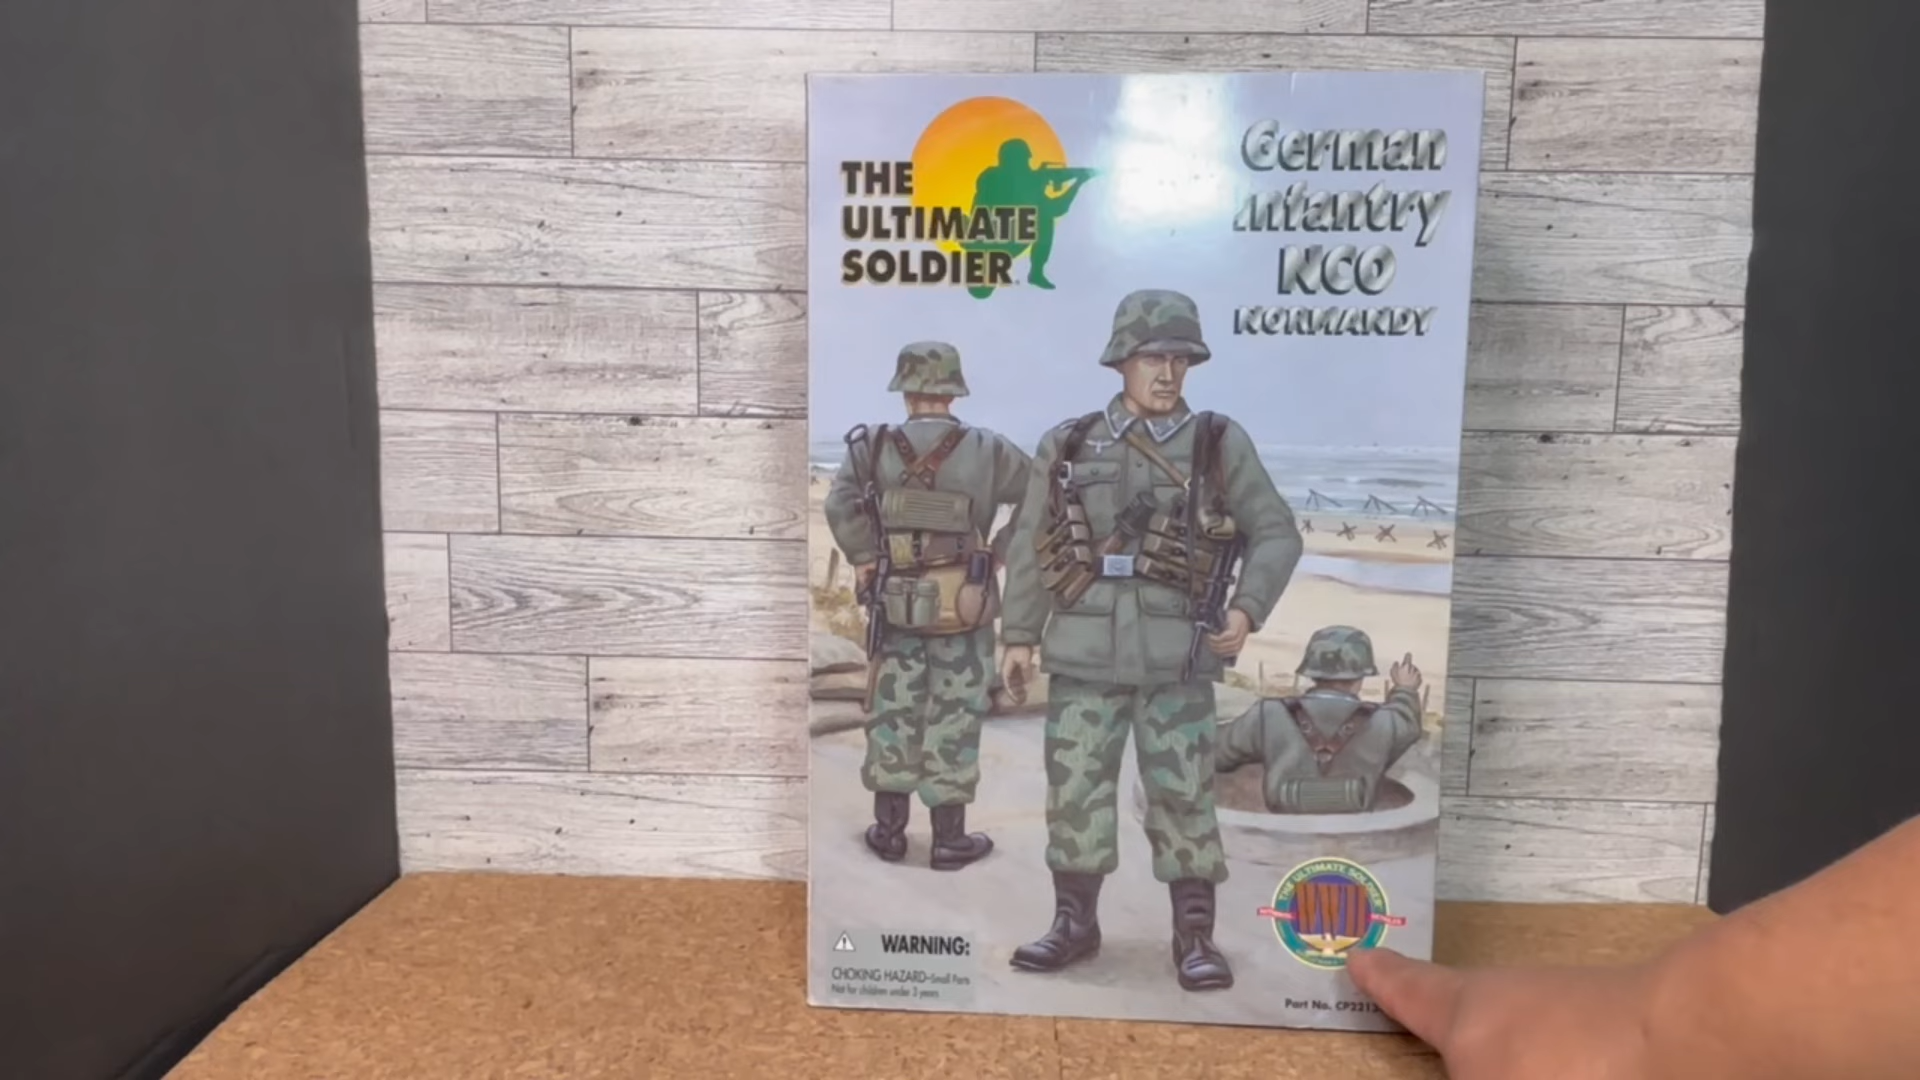 THE
ULTIMATE
SOLDIER
German
Infantry
NCO
NORMANDY
THE ULTIMATE SOLDIER
WWII
WARNING:
CHOKING HAZARD-Small Parts
Not for children under 3 years
Part No.